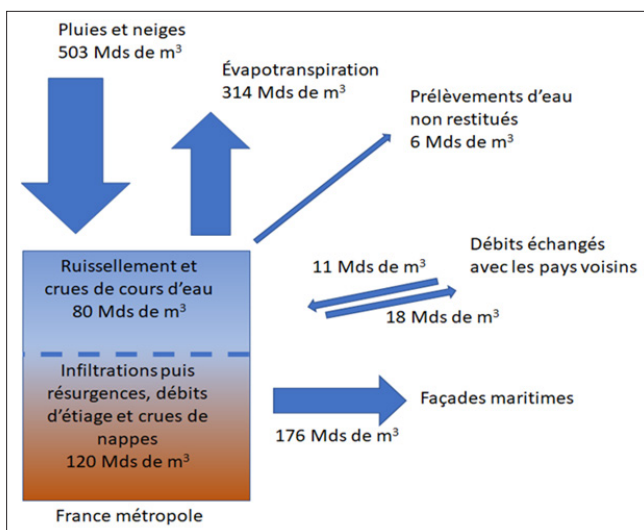 Pluies et neiges
503 Mds de m³
Évapotranspiration
314 Mds de m³
Prélèvements d’eau
non restitués
6 Mds de m³
Ruissellement et
crues de cours d’eau
80 Mds de m³
11 Mds de m³
Débits échangés
avec les pays voisins
18 Mds de m³
Infiltrations puis
résurgences, débits
d’étiage et crues de
nappes
120 Mds de m³
Façades maritimes
176 Mds de m³
France métropole